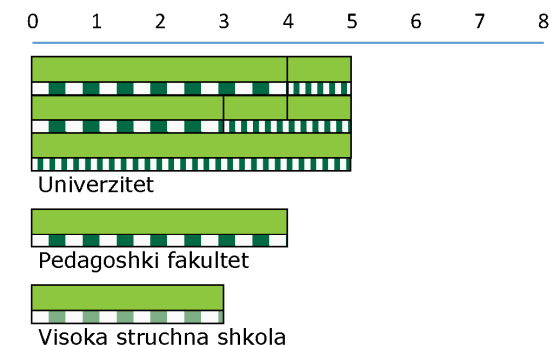 0 1 2 3 4 5 6 7 8
Univerzitet
Pedagoshki fakultet
Visoka struchna shkola